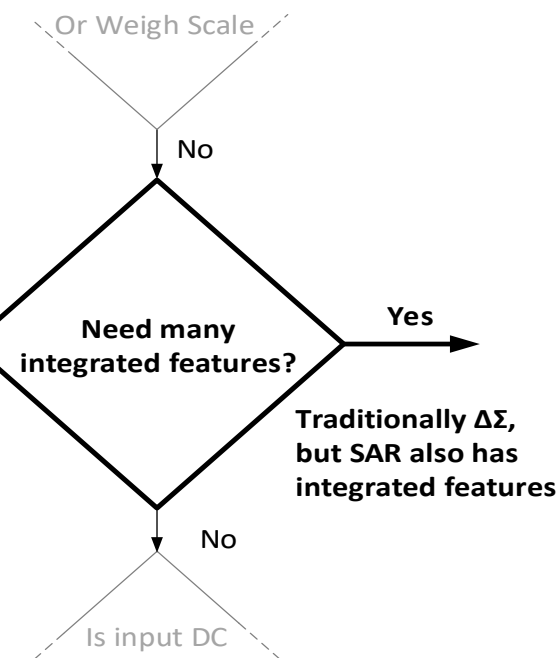 Or Weigh Scale
No
Need many
integrated features?
Yes
Traditionally ΔΣ,
but SAR also has
integrated features
No
Is input DC